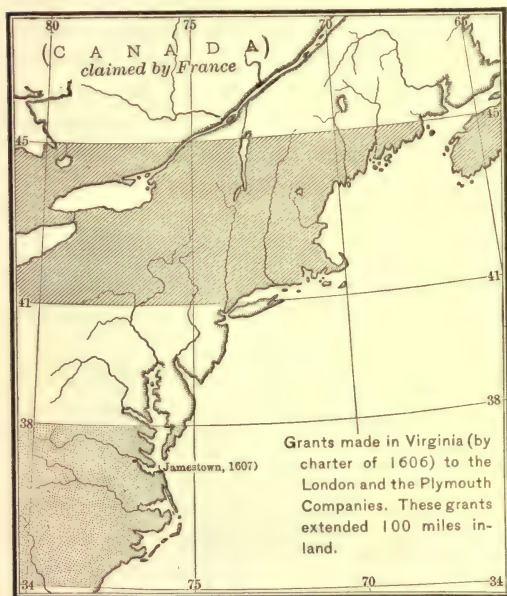 80
75
70
65
(CANADA)
claimed by France
45
45
41
41
38
38
(Jamestown, 1607)
Grants made in Virginia (by
charter of 1606) to the
London and the Plymouth
Companies. These grants
extended 100 miles in-
land.
34
75
70
34